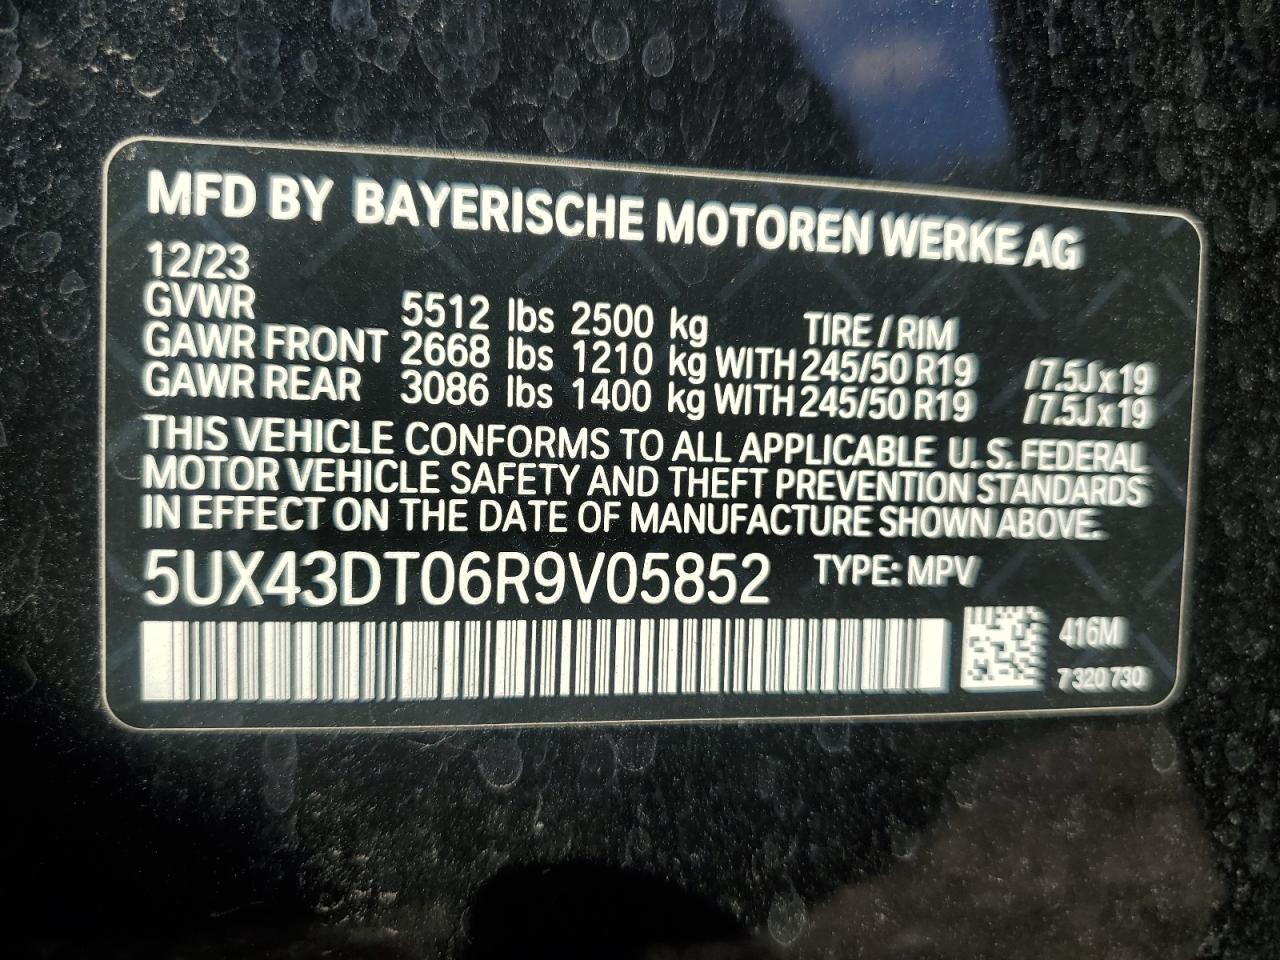 MFD BY BAYERISCHE MOTOREN WERKE AG
12/23
GVWR 5512 lbs 2500 kg TIRE / RIM
GAWR FRONT 2668 lbs 1210 kg WITH 245/50 R19 / 7.5J x 19
GAWR REAR 3086 lbs 1400 kg WITH 245/50 R19 / 7.5J x 19
THIS VEHICLE CONFORMS TO ALL APPLICABLE U.S. FEDERAL
MOTOR VEHICLE SAFETY AND THEFT PREVENTION STANDARDS
IN EFFECT ON THE DATE OF MANUFACTURE SHOWN ABOVE.
5UX43DT06R9V05852 TYPE: MPV
416M
7 320 730